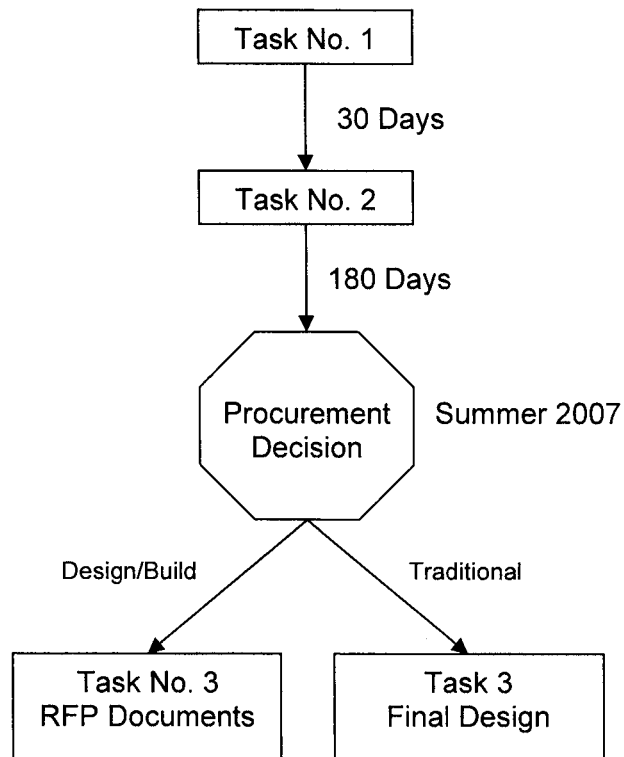 Task No. 1
30 Days
Task No. 2
180 Days
Procurement
Decision
Summer 2007
Design/Build
Traditional
Task No. 3
RFP Documents
Task 3
Final Design